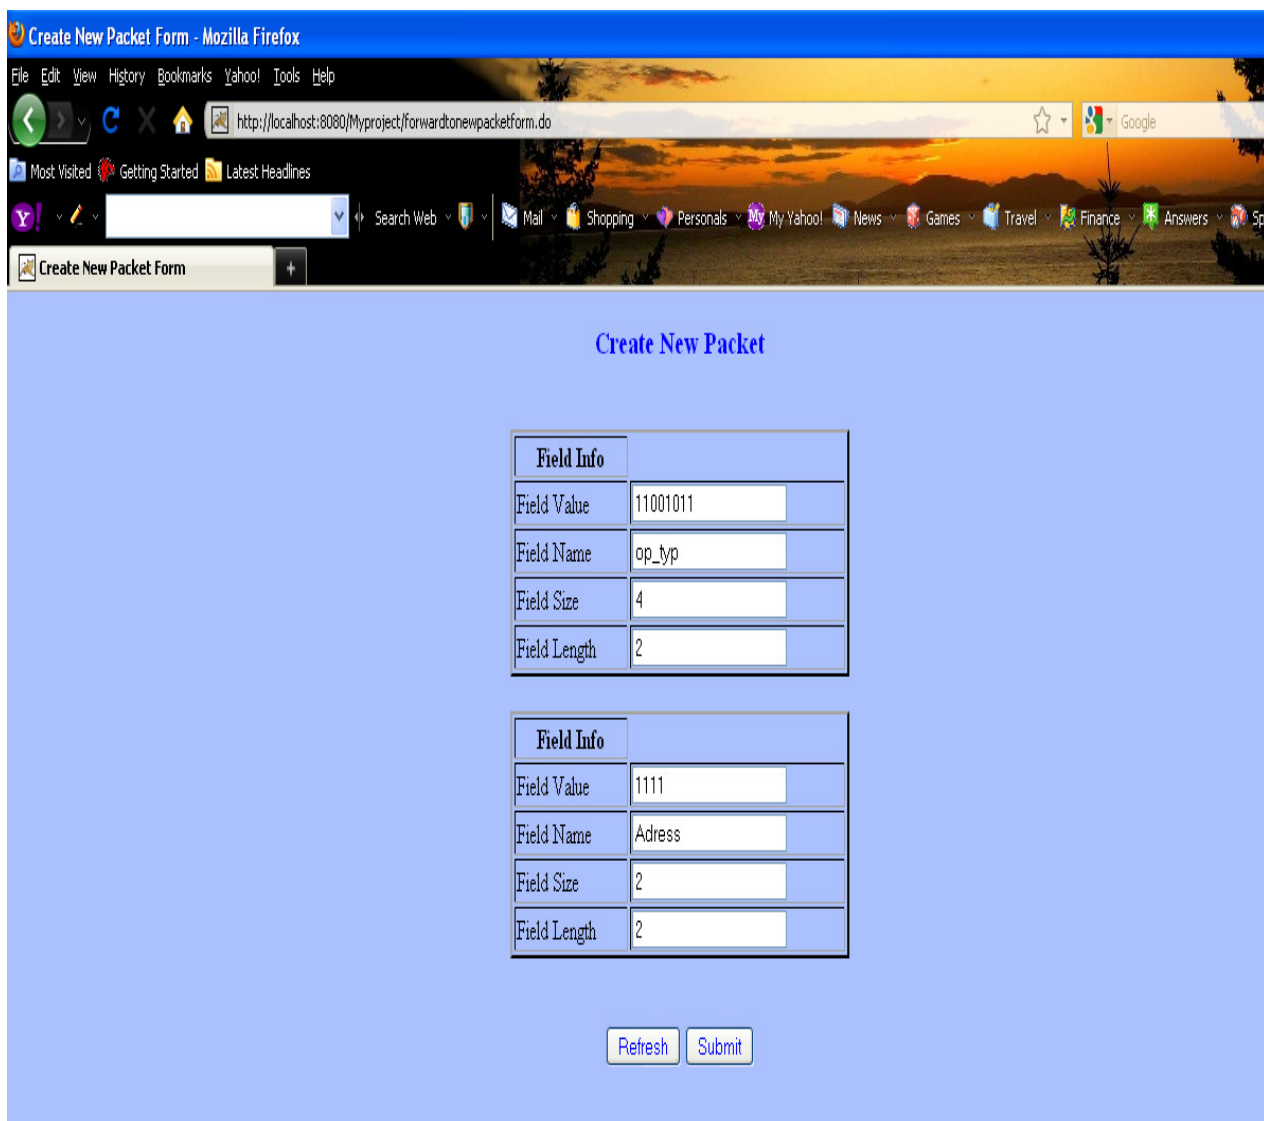 Create New Packet Form - Mozilla Firefox
File Edit View History Bookmarks Yahoo! Tools Help
http://localhost:8080/Myproject/forwardtonewpacketform.do Google
Most Visited Getting Started Latest Headlines
Y! Search Web Mail Shopping Personals My My Yahoo! News Games Travel Finance Answers Sp
Create New Packet Form +
Create New Packet
Field Info
Field Value 11001011
Field Name op_typ
Field Size 4
Field Length 2
Field Info
Field Value 1111
Field Name Adress
Field Size 2
Field Length 2
Refresh Submit